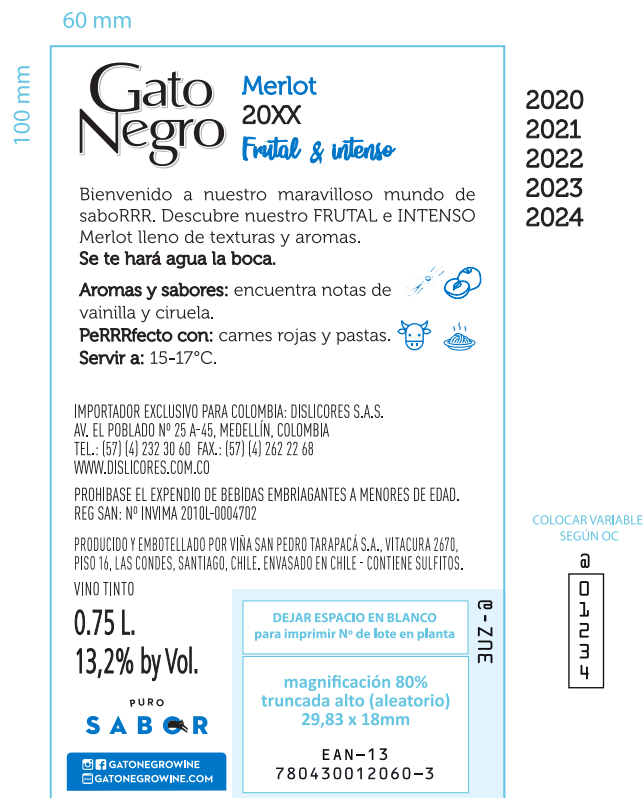 60 mm
100 mm
Gato
Negro
Merlot
20XX
Frutal & intenso
2020
2021
2022
2023
2024
Bienvenido a nuestro maravilloso mundo de
saboRRR. Descubre nuestro FRUTAL e INTENSO
Merlot lleno de texturas y aromas.
Se te hará agua la boca.
Aromas y sabores: encuentra notas de
vainilla y ciruela.
PeRRRfecto con: carnes rojas y pastas.
Servir a: 15-17°C.
IMPORTADOR EXCLUSIVO PARA COLOMBIA: DISLICORES S.A.S.
AV. EL POBLADO Nº 25 A-45, MEDELLÍN, COLOMBIA
TEL.: (57) (4) 232 30 60 FAX.: (57) (4) 262 22 68
WWW.DISLICORES.COM.CO
PROHIBASE EL EXPENDIO DE BEBIDAS EMBRIAGANTES A MENORES DE EDAD.
REG SAN: Nº INVIMA 2010L-0004702
PRODUCIDO Y EMBOTELLADO POR VIÑA SAN PEDRO TARAPACÁ S.A., VITACURA 2670,
PISO 16, LAS CONDES, SANTIAGO, CHILE. ENVASADO EN CHILE - CONTIENE SULFITOS.
VINO TINTO
0.75 L.
13,2% by Vol.
PURO
SABOR
GATONEGROWINE
GATONEGROWINE.COM
DEJAR ESPACIO EN BLANCO
para imprimir Nº de lote en planta
magnificación 80%
truncada alto (aleatorio)
29,83 x 18mm
EAN-13
780430012060-3
3UZ-a
COLOCAR VARIABLE
SEGÚN OC
a
0
1
2
3
4